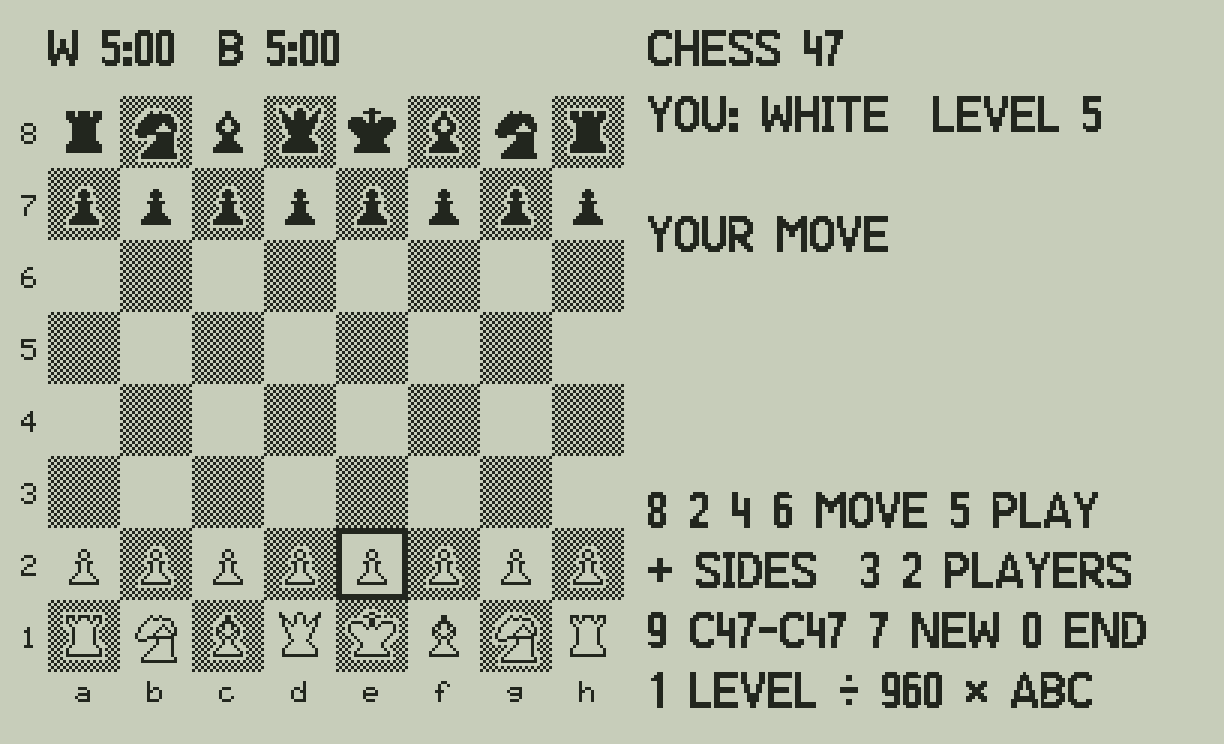 W 5:00 B 5:00
CHESS 47
YOU: WHITE LEVEL 5
YOUR MOVE
8
7
6
5
4
3
2
1
a b c d e f g h
8 2 4 6 MOVE 5 PLAY
+ SIDES 3 2 PLAYERS
9 C47-C47 7 NEW 0 END
1 LEVEL ÷ 960 × ABC